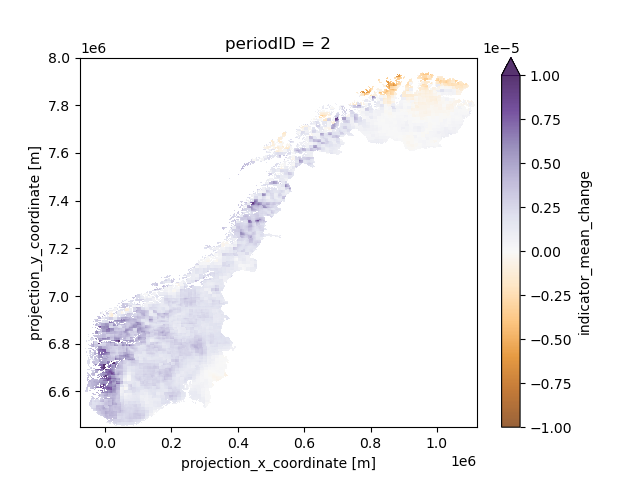 periodID = 2
1e6
8.0
7.8
7.6
7.4
7.2
7.0
6.8
6.6
projection_y_coordinate [m]
0.0 0.2 0.4 0.6 0.8 1.0
1e6
projection_x_coordinate [m]
1e−5
1.00
0.75
0.50
0.25
0.00
−0.25
−0.50
−0.75
−1.00
indicator_mean_change